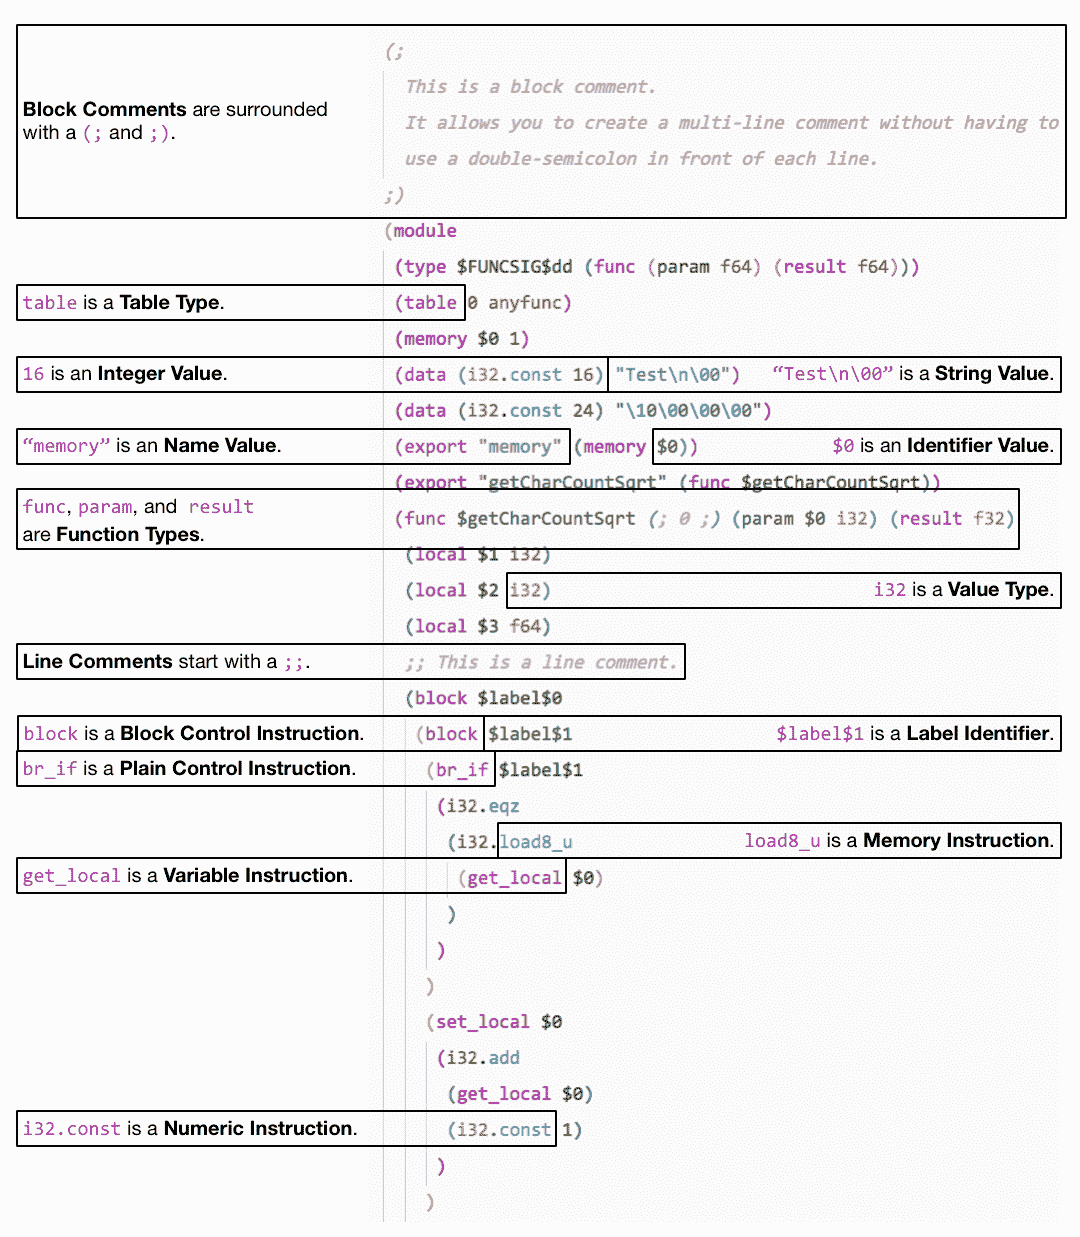 (;
This is a block comment.
Block Comments are surrounded
with a (; and ;).
It allows you to create a multi-line comment without having to
use a double-semicolon in front of each line.
;)
(module
(type $FUNCSIG$dd (func (param f64) (result f64)))
table is a Table Type. (table 0 anyfunc)
(memory $0 1)
16 is an Integer Value. (data (i32.const 16) "Test\n\00") “Test\n\00” is a String Value.
(data (i32.const 24) "\10\00\00\00")
“memory” is an Name Value. (export "memory" (memory $0)) $0 is an Identifier Value.
(export "getCharCountSqrt" (func $getCharCountSqrt))
func, param, and result
are Function Types.
(func $getCharCountSqrt (; 0 ;) (param $0 i32) (result f32)
(local $1 i32)
(local $2 i32) i32 is a Value Type.
(local $3 f64)
Line Comments start with a ;;. ;; This is a line comment.
(block $label$0
block is a Block Control Instruction. (block $label$1 $label$1 is a Label Identifier.
br_if is a Plain Control Instruction. (br_if $label$1
(i32.eqz
(i32.load8_u load8_u is a Memory Instruction.
get_local is a Variable Instruction. (get_local $0)
)
)
)
(set_local $0
(i32.add
(get_local $0)
i32.const is a Numeric Instruction. (i32.const 1)
)
)